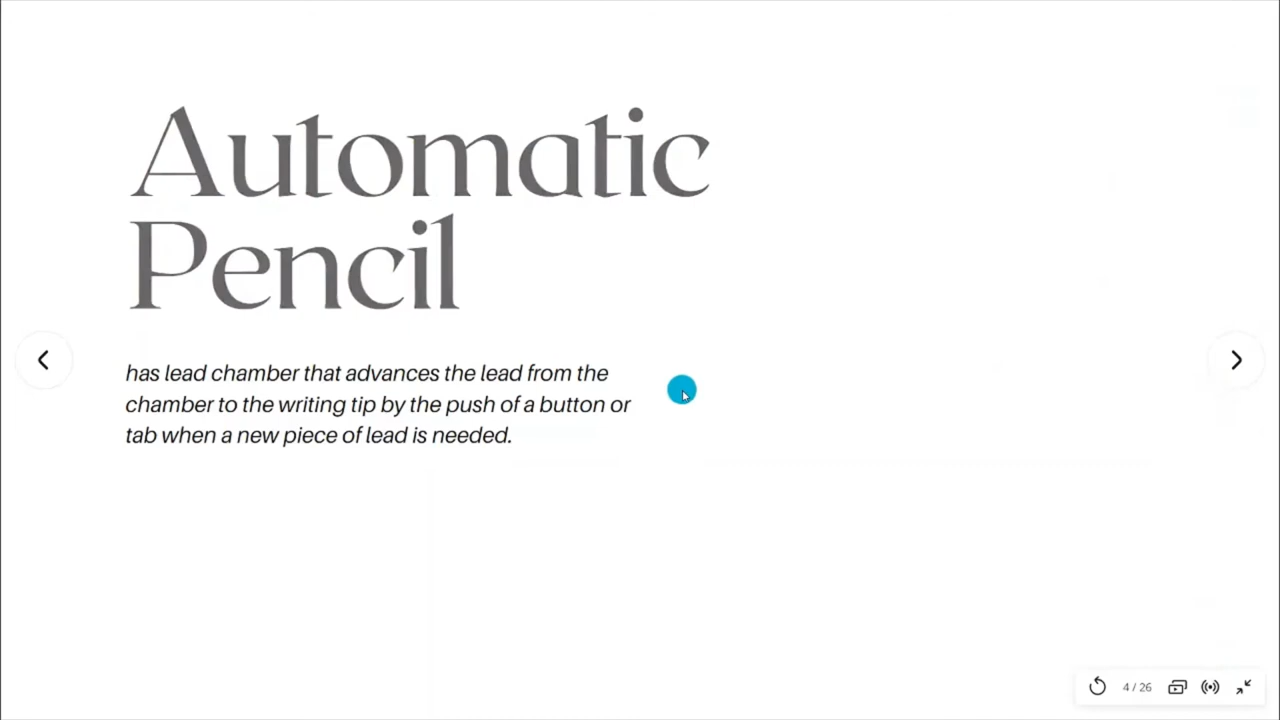 Automatic
Pencil
has lead chamber that advances the lead from the
chamber to the writing tip by the push of a button or
tab when a new piece of lead is needed.
4 / 26